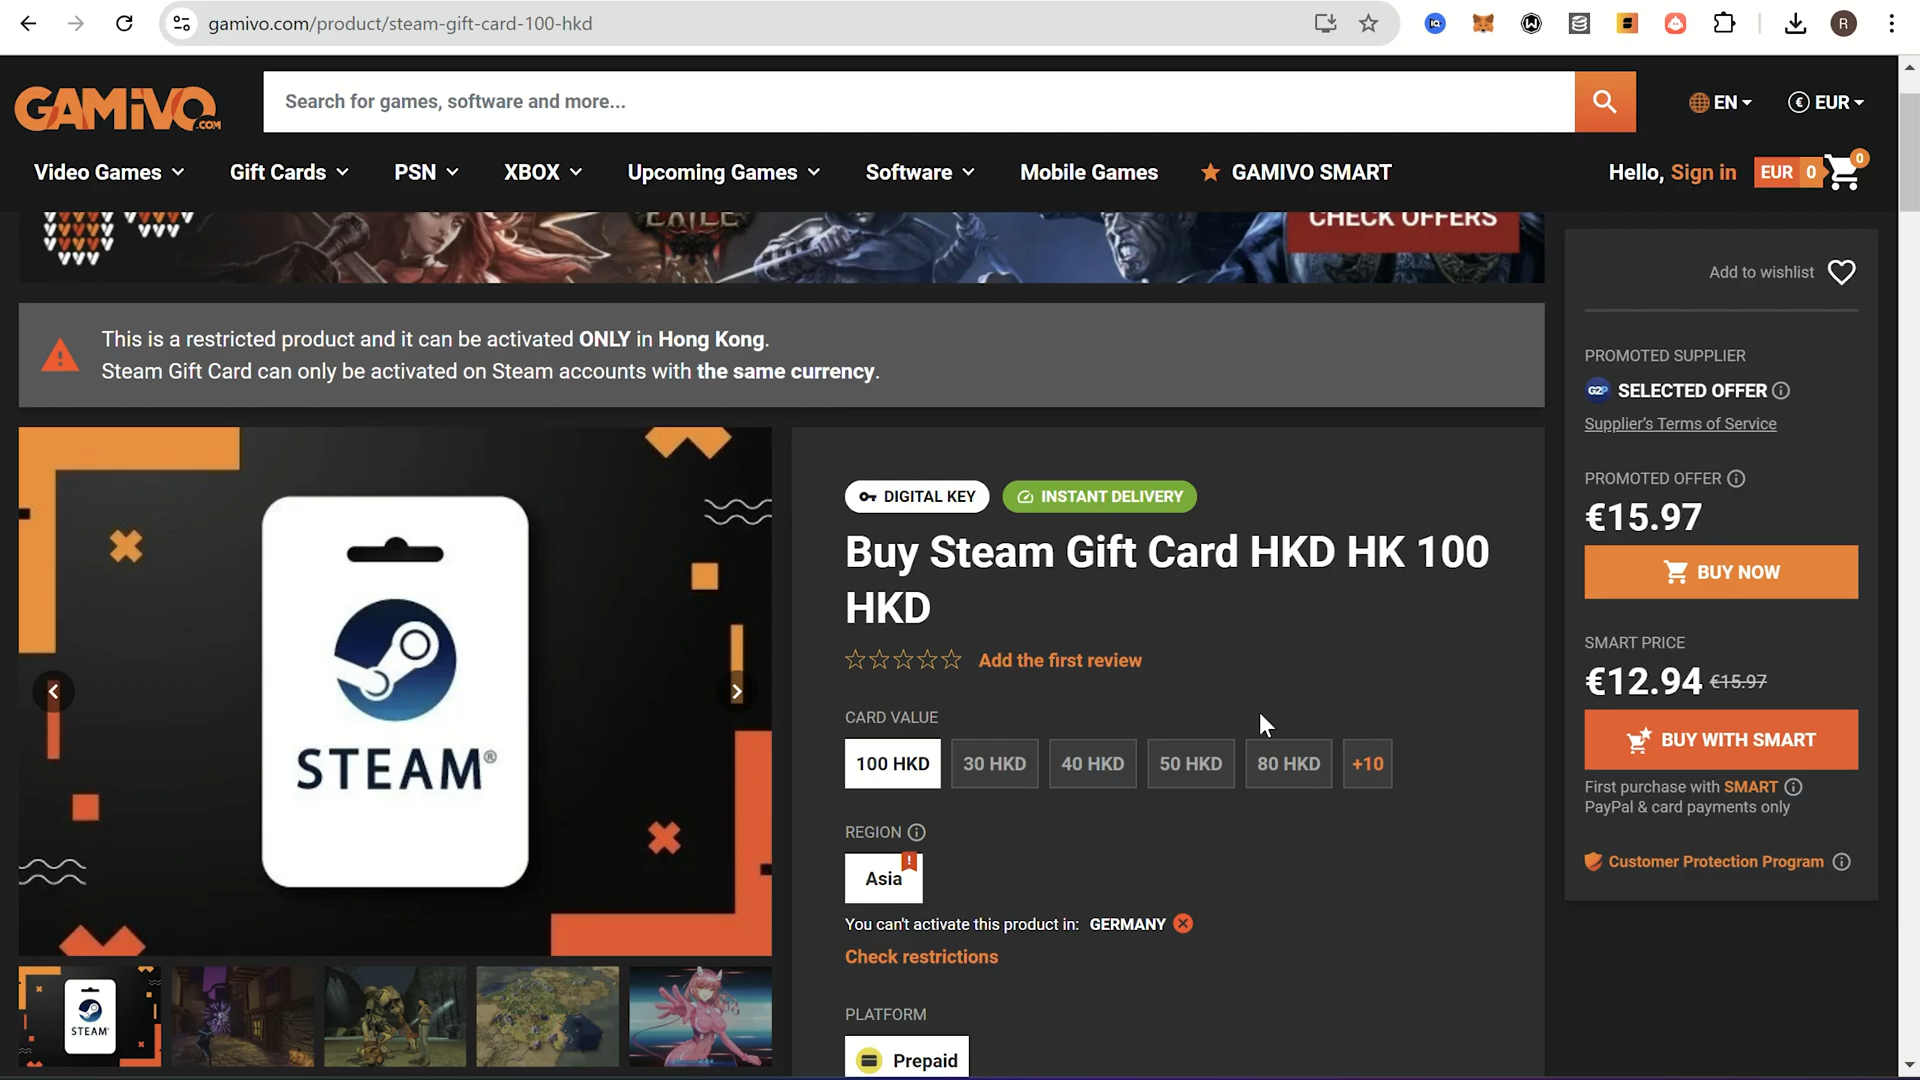 gamivo.com/product/steam-gift-card-100-hkd
R
GAMIVO.COM
Search for games, software and more...
EN
€ EUR
Video Games
Gift Cards
PSN
XBOX
Upcoming Games
Software
Mobile Games
GAMIVO SMART
Hello, Sign in
EUR 0
0
EXILE
CHECK OFFERS
This is a restricted product and it can be activated ONLY in Hong Kong.
Steam Gift Card can only be activated on Steam accounts with the same currency.
STEAM®
STEAM
DIGITAL KEY
INSTANT DELIVERY
Buy Steam Gift Card HKD HK 100
HKD
Add the first review
CARD VALUE
100 HKD
30 HKD
40 HKD
50 HKD
80 HKD
+10
REGION
Asia
!
You can't activate this product in: GERMANY
Check restrictions
PLATFORM
Prepaid
Add to wishlist
PROMOTED SUPPLIER
G2P SELECTED OFFER
Supplier's Terms of Service
PROMOTED OFFER
€15.97
BUY NOW
SMART PRICE
€12.94 €15.97
BUY WITH SMART
First purchase with SMART
PayPal & card payments only
Customer Protection Program